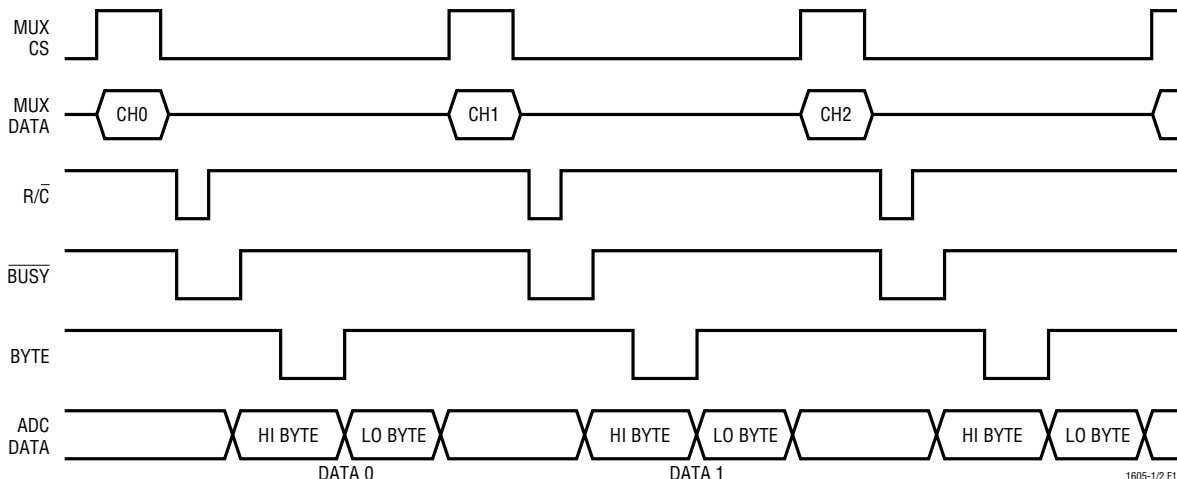 MUX
CS
MUX
DATA
CH0
CH1
CH2
R/C̅
B̅U̅S̅Y̅
BYTE
ADC
DATA
HI BYTE
LO BYTE
HI BYTE
LO BYTE
HI BYTE
LO BYTE
DATA 0
DATA 1
1605-1/2 F1